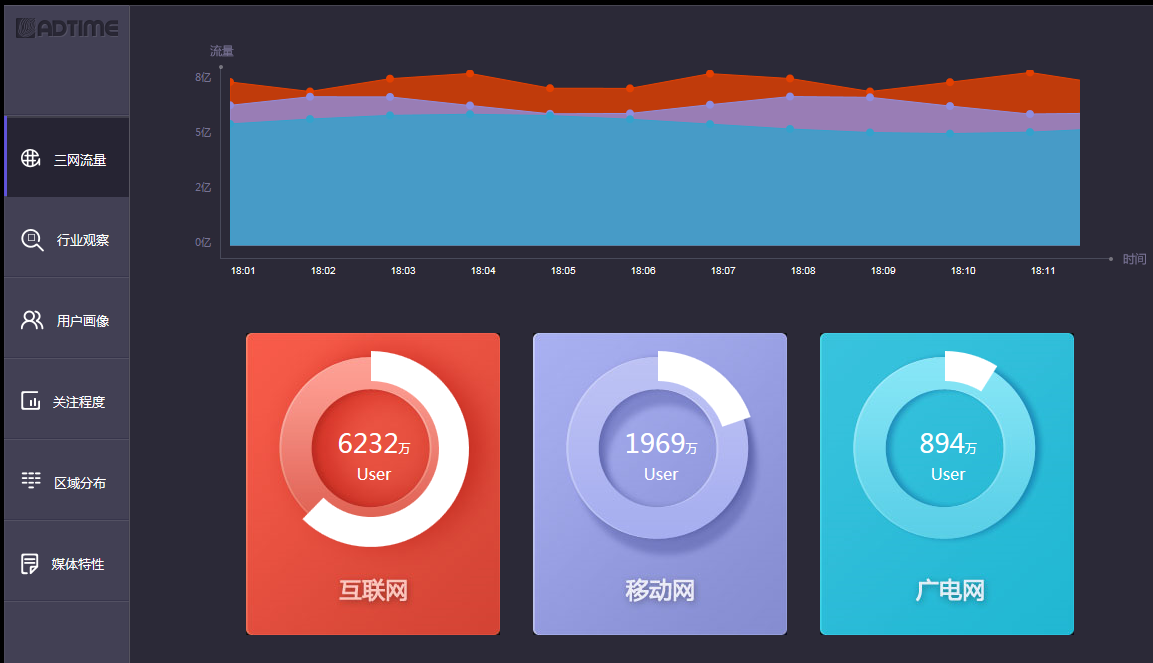 ADTIME
三网流量
行业观察
用户画像
关注程度
区域分布
媒体特性
流量
8亿
5亿
2亿
0亿
18:01 18:02 18:03 18:04 18:05 18:06 18:07 18:08 18:09 18:10 18:11
时间
6232万
User
互联网
1969万
User
移动网
894万
User
广电网